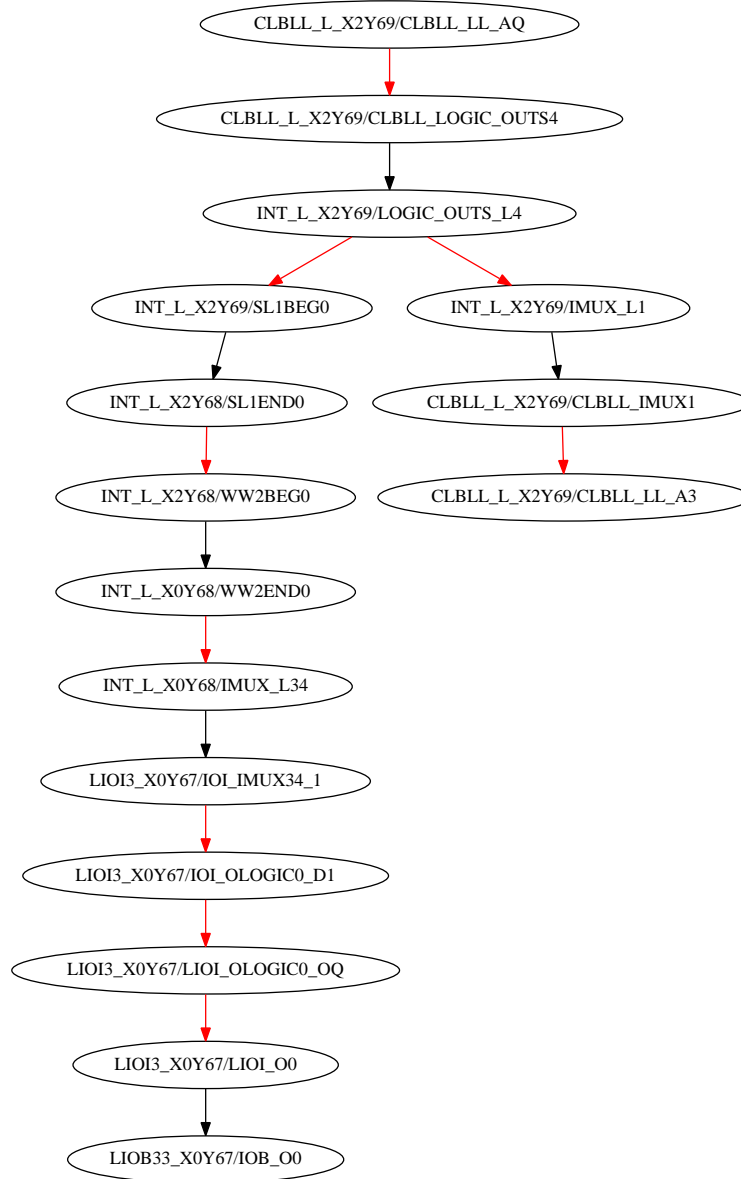 CLBLL_L_X2Y69/CLBLL_LL_AQ
CLBLL_L_X2Y69/CLBLL_LOGIC_OUTS4
INT_L_X2Y69/LOGIC_OUTS_L4
INT_L_X2Y69/SL1BEG0
INT_L_X2Y69/IMUX_L1
INT_L_X2Y68/SL1END0
CLBLL_L_X2Y69/CLBLL_IMUX1
INT_L_X2Y68/WW2BEG0
CLBLL_L_X2Y69/CLBLL_LL_A3
INT_L_X0Y68/WW2END0
INT_L_X0Y68/IMUX_L34
LIOI3_X0Y67/IOI_IMUX34_1
LIOI3_X0Y67/IOI_OLOGIC0_D1
LIOI3_X0Y67/LIOI_OLOGIC0_OQ
LIOI3_X0Y67/LIOI_O0
LIOB33_X0Y67/IOB_O0